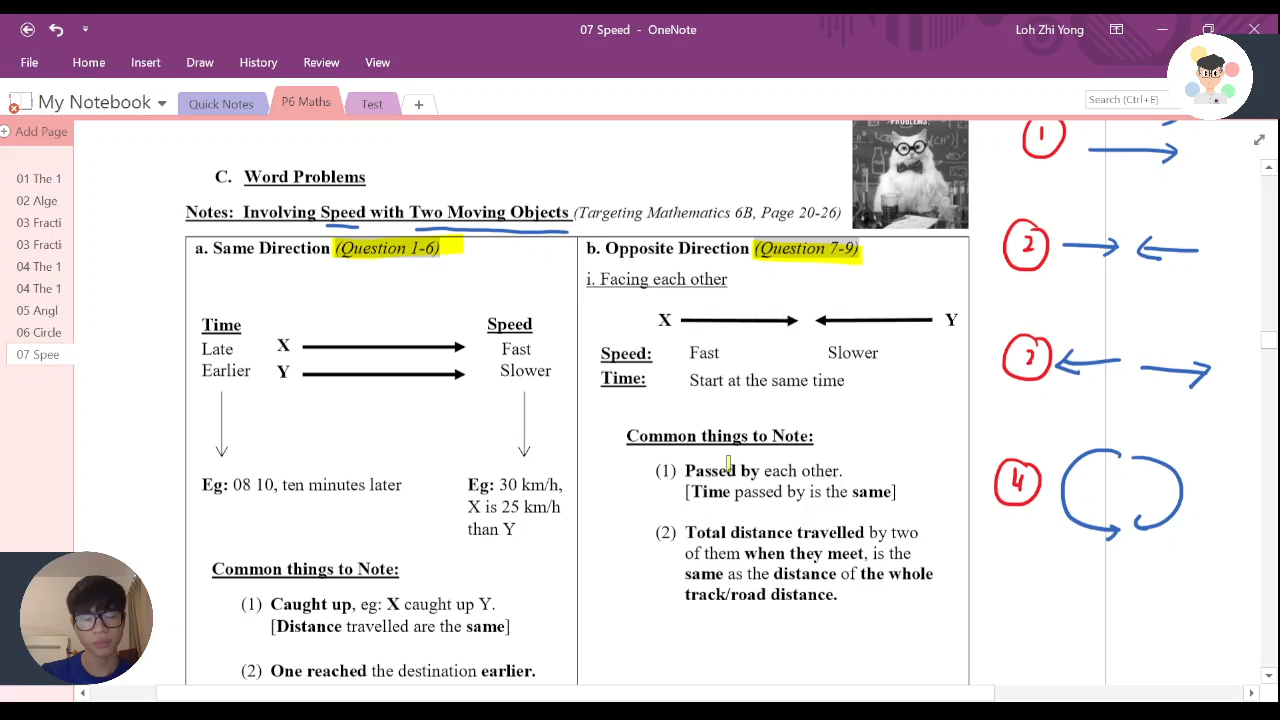 07 Speed - OneNote
Loh Zhi Yong
File
Home
Insert
Draw
History
Review
View
My Notebook
Quick Notes
P6 Maths
Test
+
Search (Ctrl+E)
Add Page
01 The 1
02 Alge
03 Fracti
03 Fracti
04 The 1
04 The 1
05 Angl
06 Circle
07 Spee
PROBLEMS.
C. Word Problems
Notes: Involving Speed with Two Moving Objects (Targeting Mathematics 6B, Page 20-26)
a. Same Direction (Question 1-6)
Time
Speed
Late
X
Fast
Earlier
Y
Slower
Eg: 08 10, ten minutes later
Eg: 30 km/h,
X is 25 km/h
than Y
Common things to Note:
(1) Caught up, eg: X caught up Y.
[Distance travelled are the same]
(2) One reached the destination earlier.
b. Opposite Direction (Question 7-9)
i. Facing each other
X
Y
Speed: Fast Slower
Time: Start at the same time
Common things to Note:
(1) Passed by each other.
[Time passed by is the same]
(2) Total distance travelled by two
of them when they meet, is the
same as the distance of the whole
track/road distance.
1
2
4